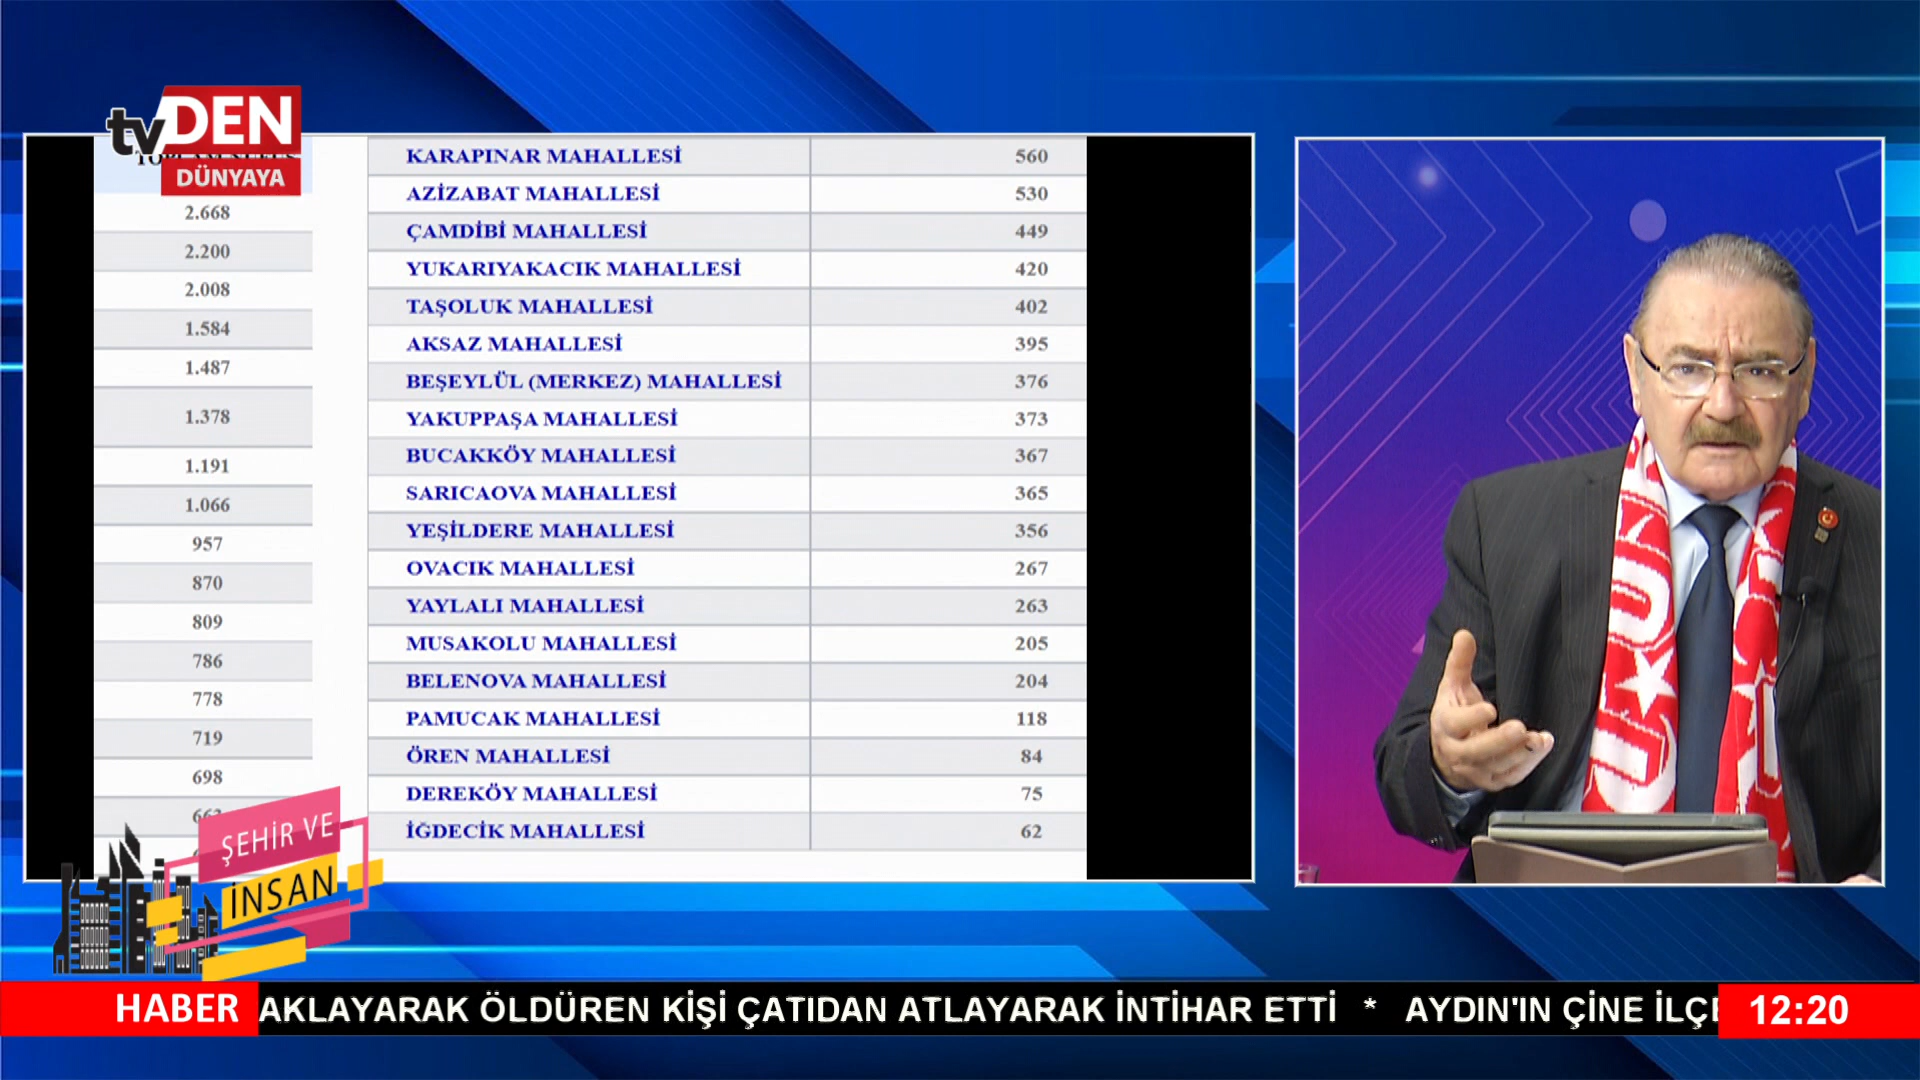 tvDEN
DÜNYAYA
2.668
2.200
2.008
1.584
1.487
1.378
1.191
1.066
957
870
809
786
778
719
698
KARAPINAR MAHALLESİ 560
AZİZABAT MAHALLESİ 530
ÇAMDİBİ MAHALLESİ 449
YUKARIYAKACIK MAHALLESİ 420
TAŞOLUK MAHALLESİ 402
AKSAZ MAHALLESİ 395
BEŞEYLÜL (MERKEZ) MAHALLESİ 376
YAKUPPAŞA MAHALLESİ 373
BUCAKKÖY MAHALLESİ 367
SARICAOVA MAHALLESİ 365
YEŞİLDERE MAHALLESİ 356
OVACIK MAHALLESİ 267
YAYLALI MAHALLESİ 263
MUSAKOLU MAHALLESİ 205
BELENOVA MAHALLESİ 204
PAMUCAK MAHALLESİ 118
ÖREN MAHALLESİ 84
DEREKÖY MAHALLESİ 75
İĞDECİK MAHALLESİ 62
ŞEHİR VE
İNSAN
HABER AKLAYARAK ÖLDÜREN KİŞİ ÇATIDAN ATLAYARAK İNTİHAR ETTİ * AYDIN'IN ÇİNE İLÇE 12:20